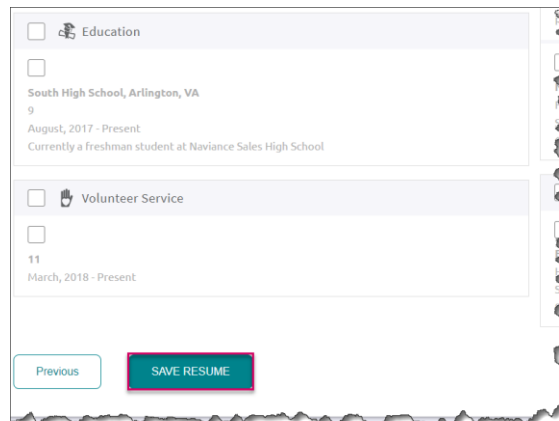 Education
South High School, Arlington, VA
9
August, 2017 - Present
Currently a freshman student at Naviance Sales High School
Volunteer Service
11
March, 2018 - Present
Previous
SAVE RESUME